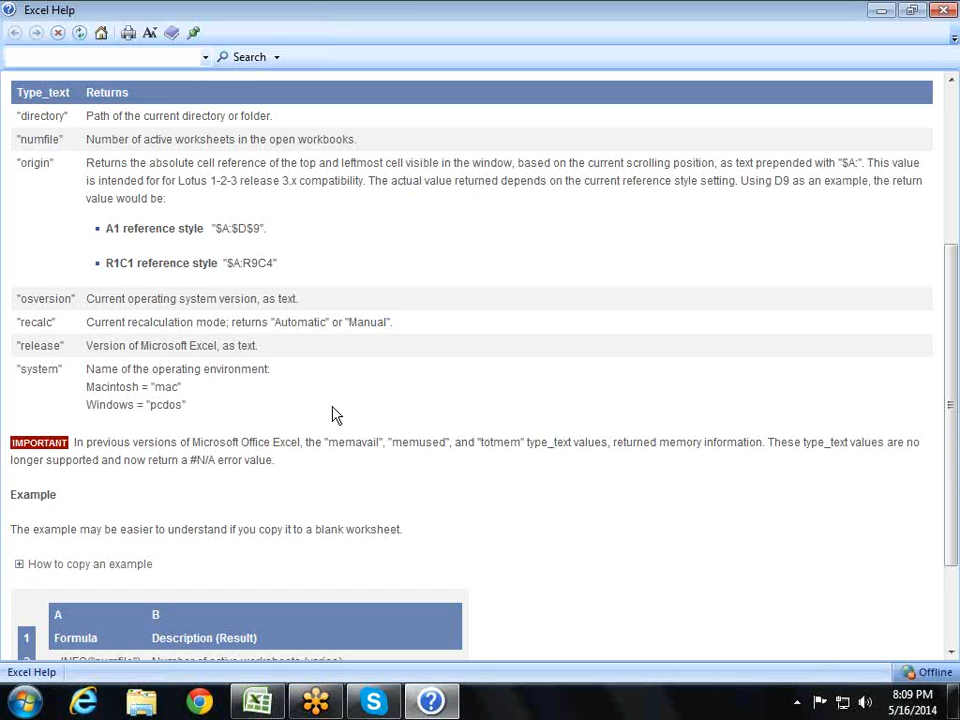 Excel Help
Search
Type_text Returns
"directory" Path of the current directory or folder.
"numfile" Number of active worksheets in the open workbooks.
"origin" Returns the absolute cell reference of the top and leftmost cell visible in the window, based on the current scrolling position, as text prepended with "$A:". This value
is intended for for Lotus 1-2-3 release 3.x compatibility. The actual value returned depends on the current reference style setting. Using D9 as an example, the return
value would be:
A1 reference style "$A:$D$9".
R1C1 reference style "$A:R9C4"
"osversion" Current operating system version, as text.
"recalc" Current recalculation mode; returns "Automatic" or "Manual".
"release" Version of Microsoft Excel, as text.
"system" Name of the operating environment:
Macintosh = "mac"
Windows = "pcdos"
IMPORTANT In previous versions of Microsoft Office Excel, the "memavail", "memused", and "totmem" type_text values, returned memory information. These type_text values are no
longer supported and now return a #N/A error value.
Example
The example may be easier to understand if you copy it to a blank worksheet.
How to copy an example
A B
1 Formula Description (Result)
Number of active worksheets (varies)
Excel Help Offline
8:09 PM
5/16/2014